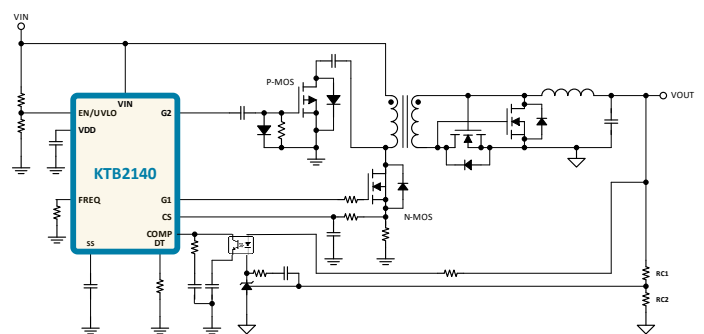 VIN
P-MOS
VIN
EN/UVLO
G2
VOUT
VDD
KTB2140
FREQ
G1
CS
N-MOS
COMP
SS
DT
RC1
RC2